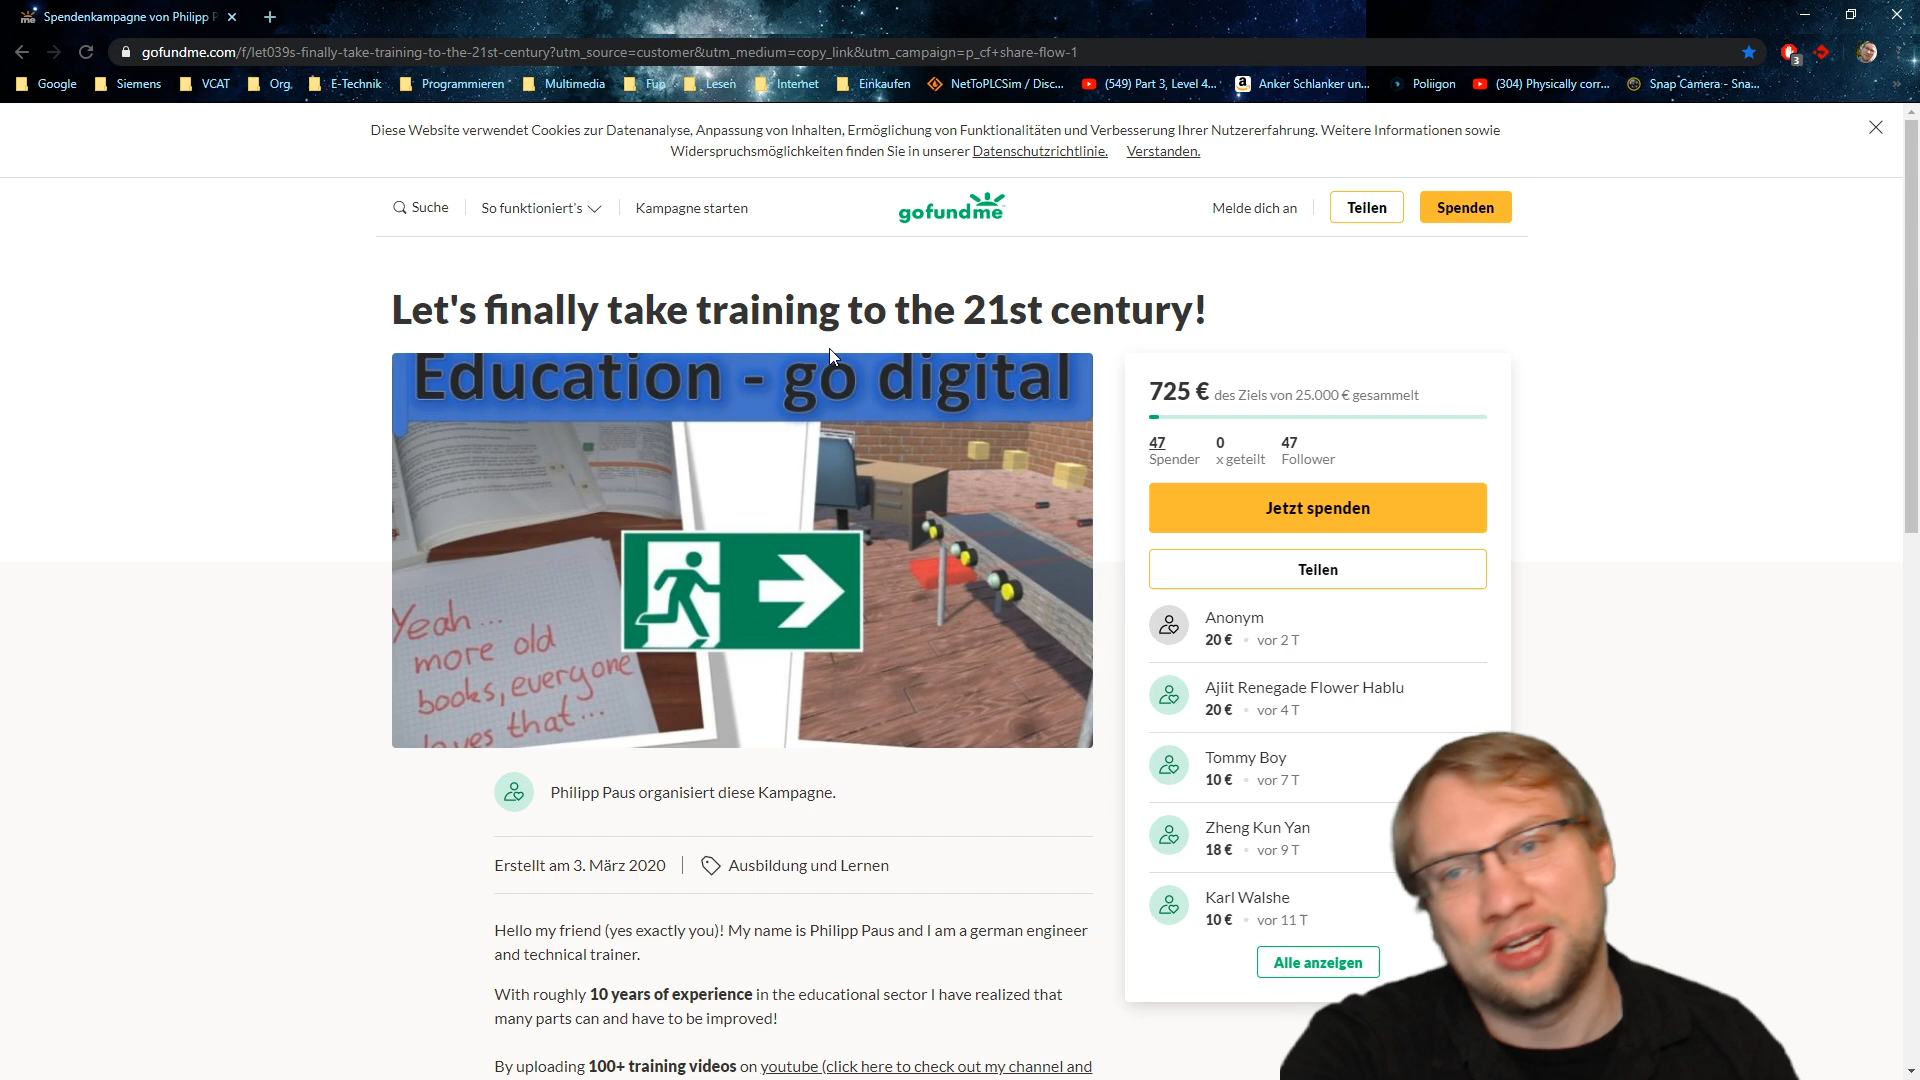 Spendenkampagne von Philipp P
gofundme.com/f/let039s-finally-take-training-to-the-21st-century?utm_source=customer&utm_medium=copy_link&utm_campaign=p_cf+share-flow-1
3
Google Siemens VCAT Org. E-Technik Programmieren Multimedia Fun Lesen Internet Einkaufen NetToPLCSim / Disc... (549) Part 3, Level 4... Anker Schlanker un... Poliigon (304) Physically corr... Snap Camera - Sna...
Diese Website verwendet Cookies zur Datenanalyse, Anpassung von Inhalten, Ermöglichung von Funktionalitäten und Verbesserung Ihrer Nutzererfahrung. Weitere Informationen sowie
Widerspruchsmöglichkeiten finden Sie in unserer Datenschutzrichtlinie. Verstanden.
Suche So funktioniert's Kampagne starten gofundme Melde dich an Teilen Spenden
Let's finally take training to the 21st century!
Education - go digital
Yeah...
more old
books, everyone
loves that...
725 € des Ziels von 25.000 € gesammelt
47 0 47
Spender x geteilt Follower
Jetzt spenden
Teilen
Anonym
20 € • vor 2 T
Ajiit Renegade Flower Hablu
20 € • vor 4 T
Tommy Boy
10 € • vor 7 T
Zheng Kun Yan
18 € • vor 9 T
Karl Walshe
10 € • vor 11 T
Alle anzeigen
Philipp Paus organisiert diese Kampagne.
Erstellt am 3. März 2020 Ausbildung und Lernen
Hello my friend (yes exactly you)! My name is Philipp Paus and I am a german engineer
and technical trainer.
With roughly 10 years of experience in the educational sector I have realized that
many parts can and have to be improved!
By uploading 100+ training videos on youtube (click here to check out my channel and